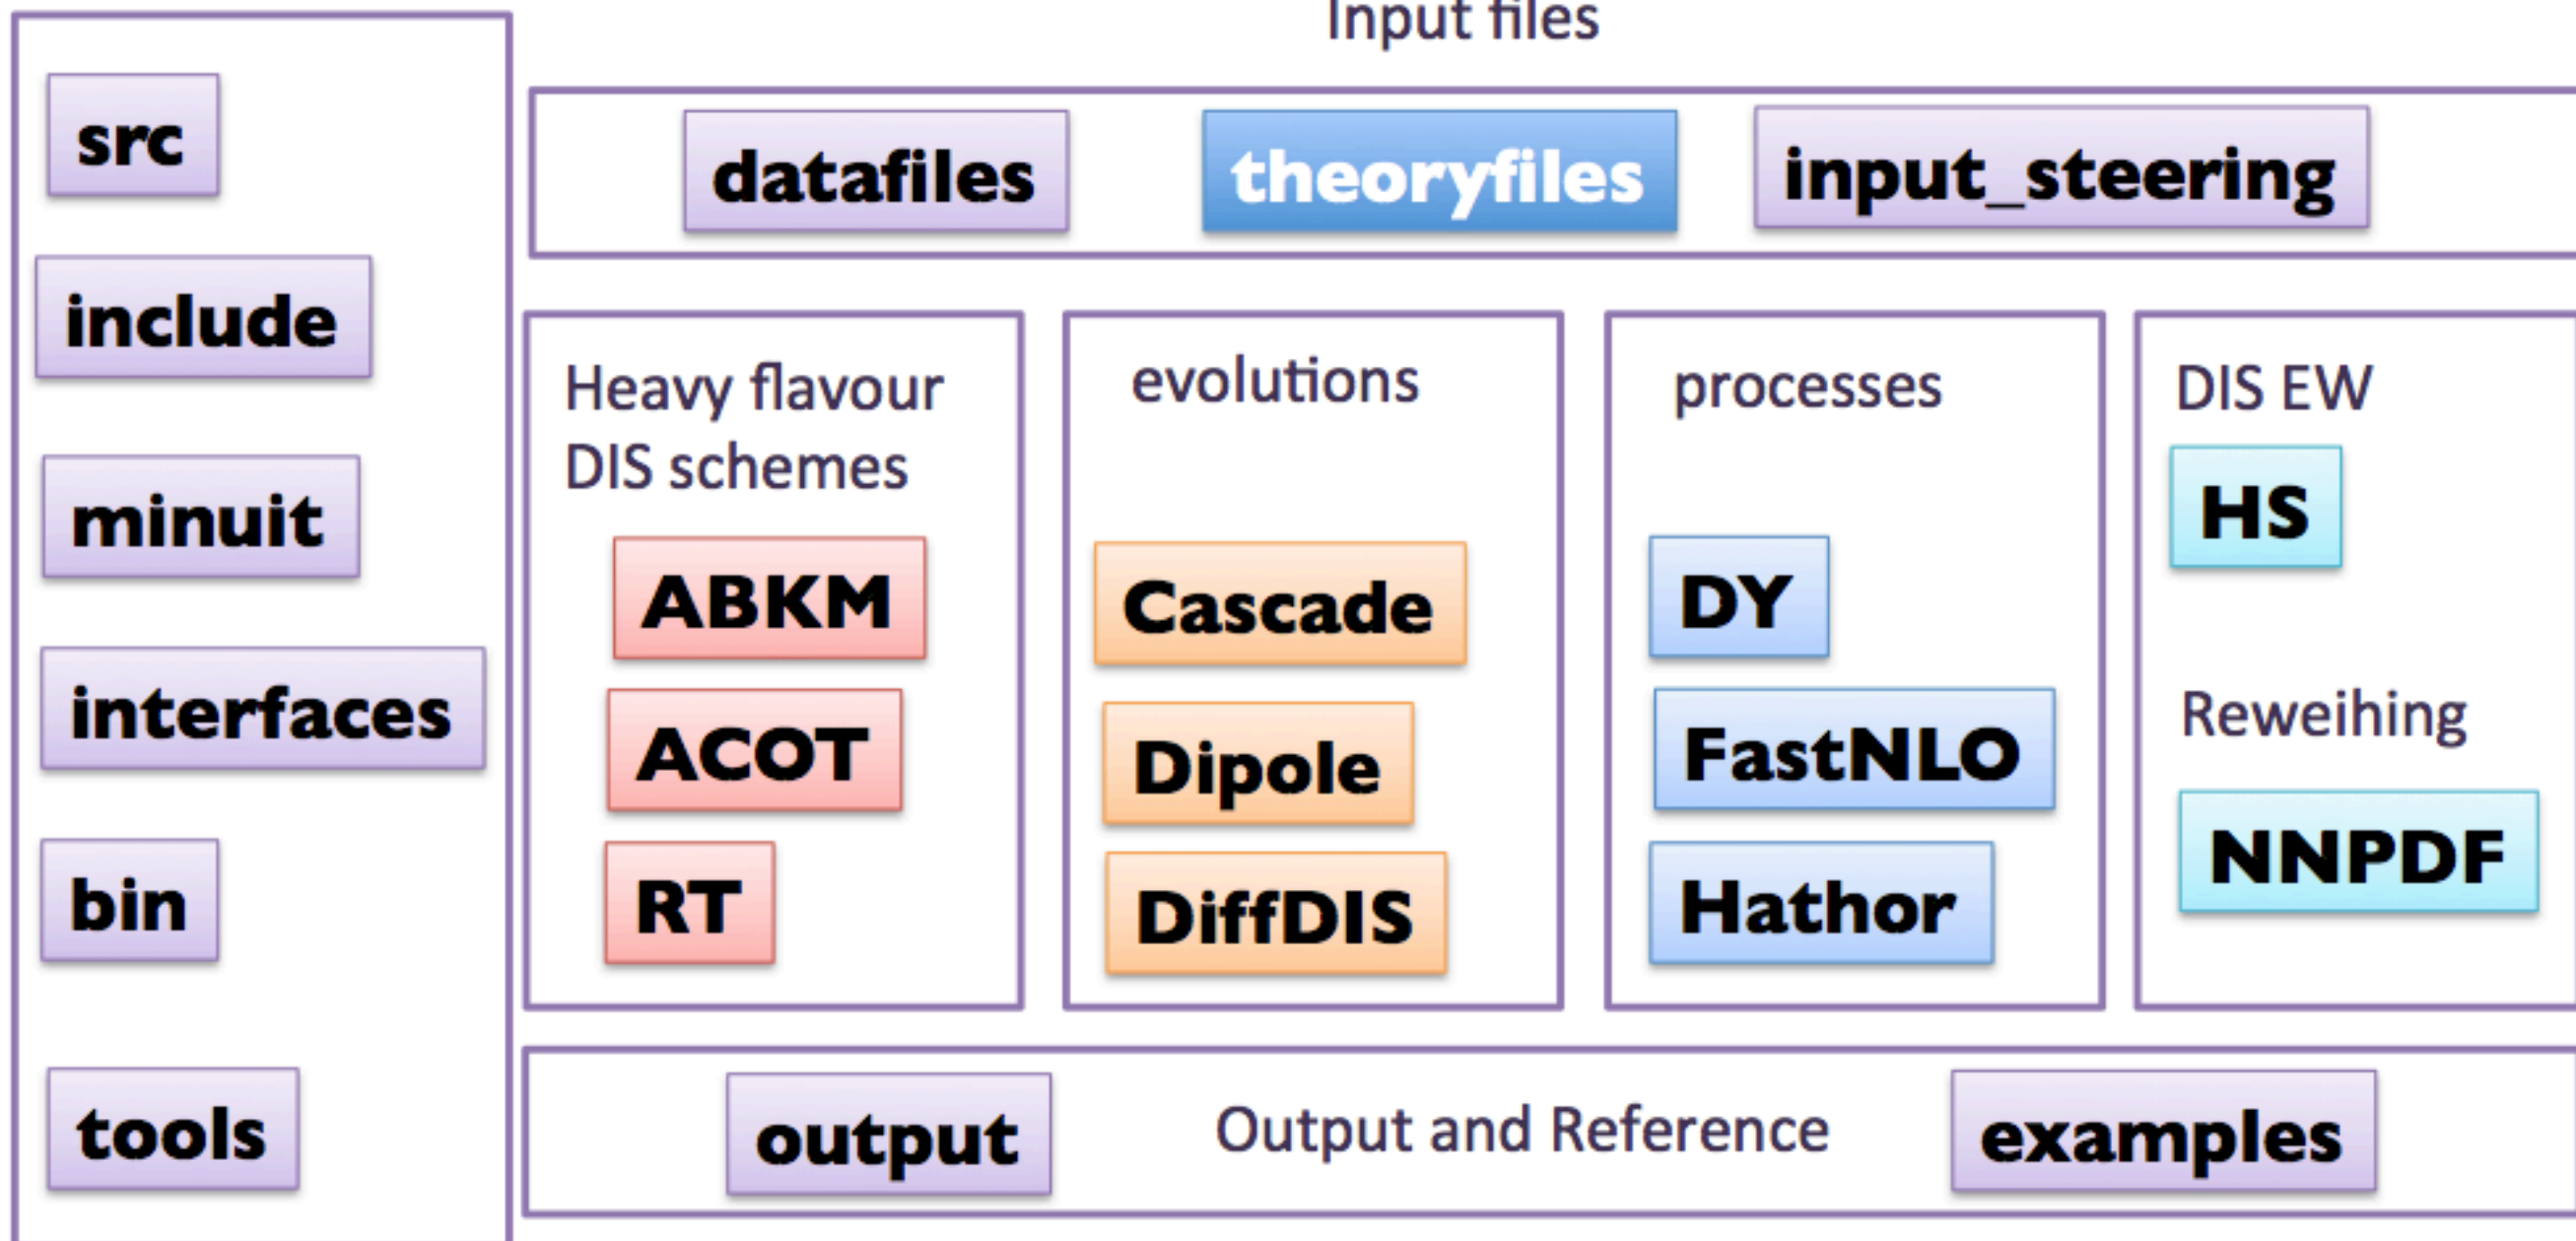 src
include
minuit
interfaces
bin
tools
Input files
datafiles
theoryfiles
input_steering
Heavy flavour
DIS schemes
ABKM
ACOT
RT
evolutions
Cascade
Dipole
DiffDIS
processes
DY
FastNLO
Hathor
DIS EW
HS
Reweihing
NNPDF
output
Output and Reference
examples